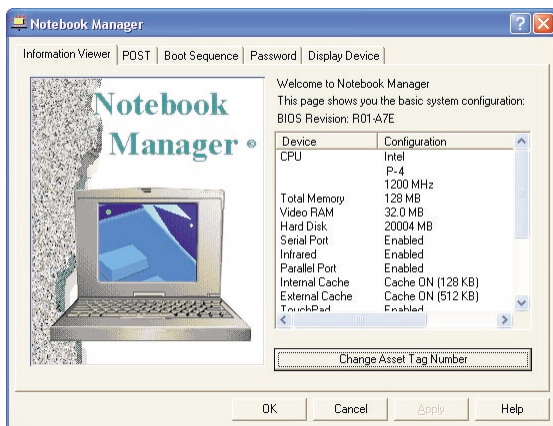 Notebook Manager
Information Viewer POST Boot Sequence Password Display Device
Notebook
Manager ®
Welcome to Notebook Manager
This page shows you the basic system configuration:
BIOS Revision: R01-A7E
Device Configuration
CPU Intel
P-4
1200 MHz
Total Memory 128 MB
Video RAM 32.0 MB
Hard Disk 20004 MB
Serial Port Enabled
Infrared Enabled
Parallel Port Enabled
Internal Cache Cache ON (128 KB)
External Cache Cache ON (512 KB)
TouchPad Enabled
Change Asset Tag Number
OK Cancel Apply Help